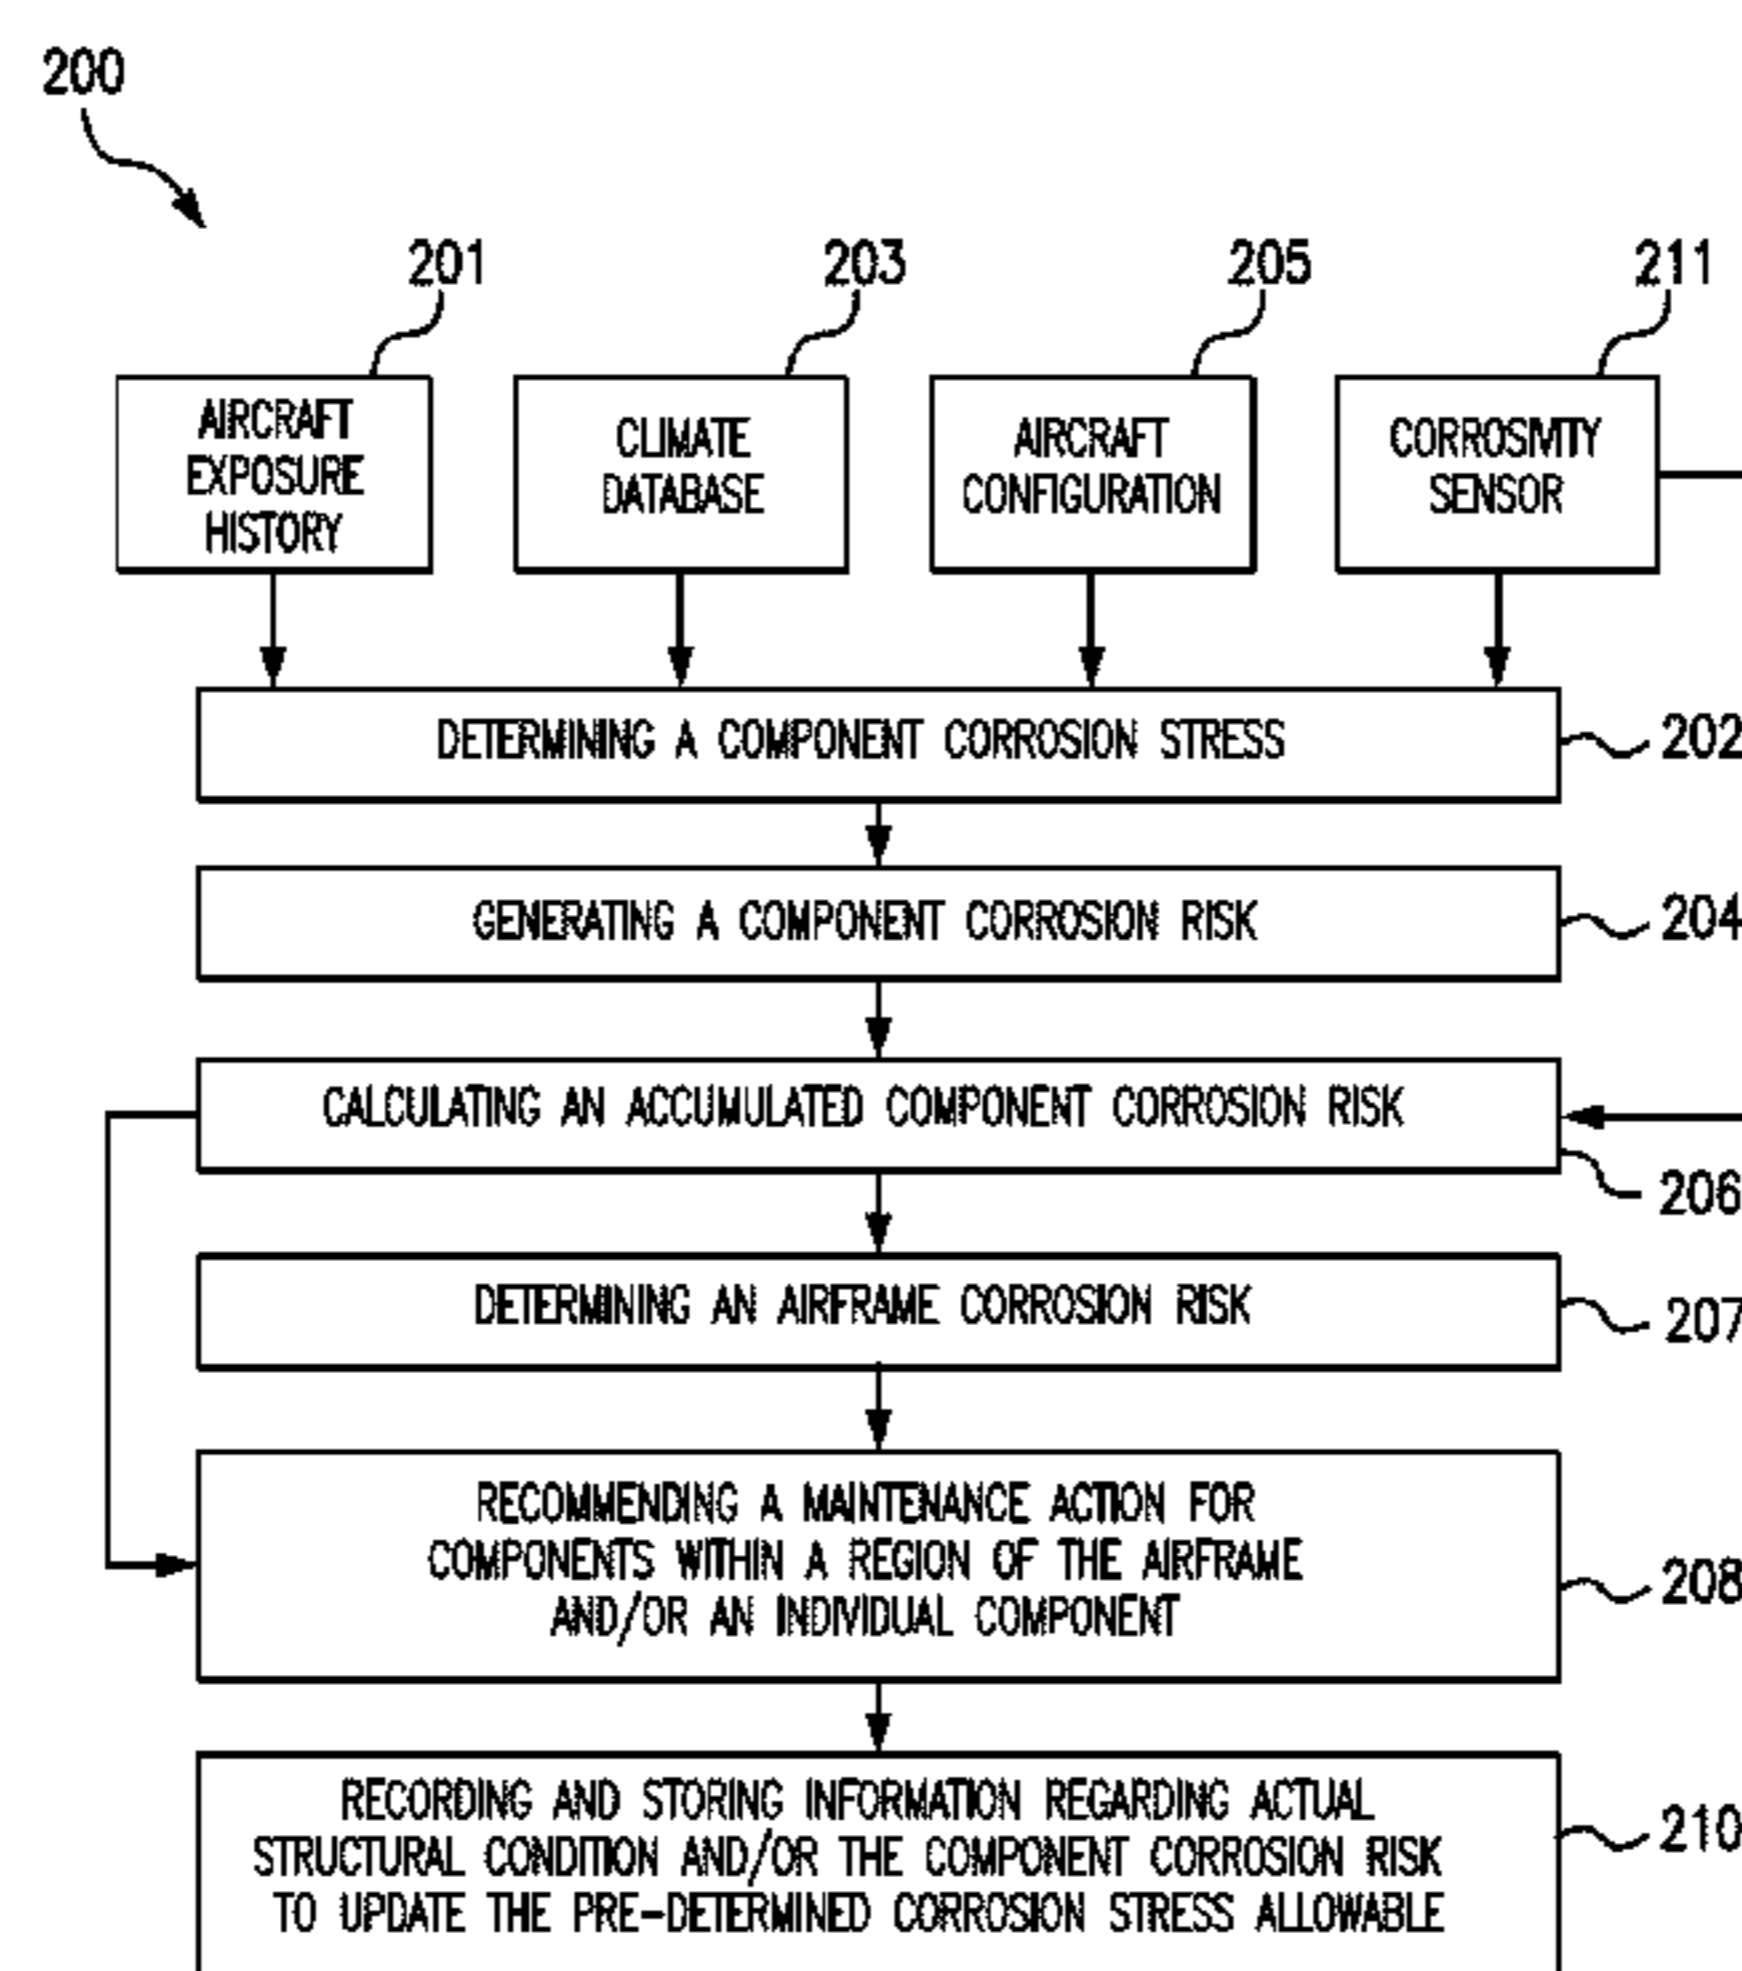 200
201
203
205
211
AIRCRAFT
EXPOSURE
HISTORY
CLIMATE
DATABASE
AIRCRAFT
CONFIGURATION
CORROSIVITY
SENSOR
DETERMINING A COMPONENT CORROSION STRESS
202
GENERATING A COMPONENT CORROSION RISK
204
CALCULATING AN ACCUMULATED COMPONENT CORROSION RISK
206
DETERMINING AN AIRFRAME CORROSION RISK
207
RECOMMENDING A MAINTENANCE ACTION FOR
COMPONENTS WITHIN A REGION OF THE AIRFRAME
AND/OR AN INDIVIDUAL COMPONENT
208
RECORDING AND STORING INFORMATION REGARDING ACTUAL
STRUCTURAL CONDITION AND/OR THE COMPONENT CORROSION RISK
TO UPDATE THE PRE-DETERMINED CORROSION STRESS ALLOWABLE
210